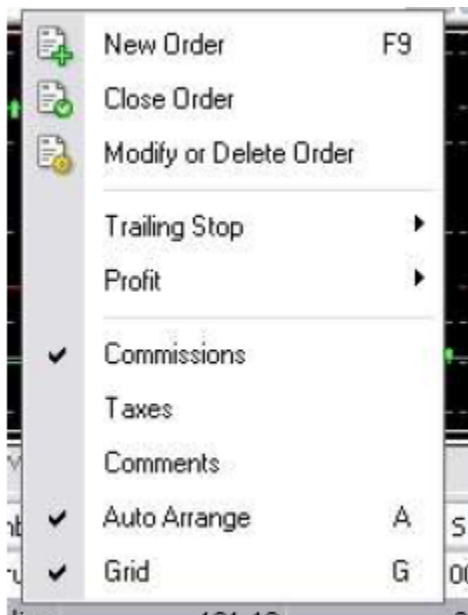 New Order F9
Close Order
Modify or Delete Order
Trailing Stop
Profit
Commissions
Taxes
Comments
Auto Arrange A
Grid G